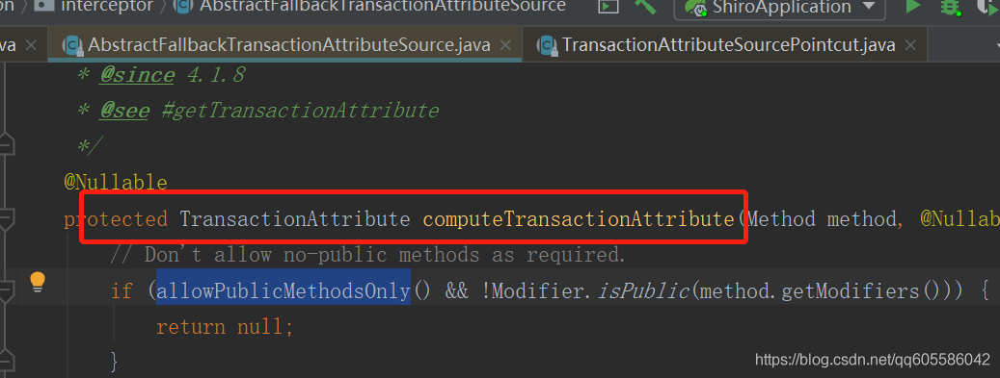 on interceptor AbstractFallbackTransactionAttributeSource ShiroApplication
va × AbstractFallbackTransactionAttributeSource.java × TransactionAttributeSourcePointcut.java ×
* @since 4.1.8
* @see #getTransactionAttribute
*/
@Nullable
protected TransactionAttribute computeTransactionAttribute(Method method, @Nullab
// Don't allow no-public methods as required.
if (allowPublicMethodsOnly() && !Modifier.isPublic(method.getModifiers())) {
return null;
}
https://blog.csdn.net/qq605586042